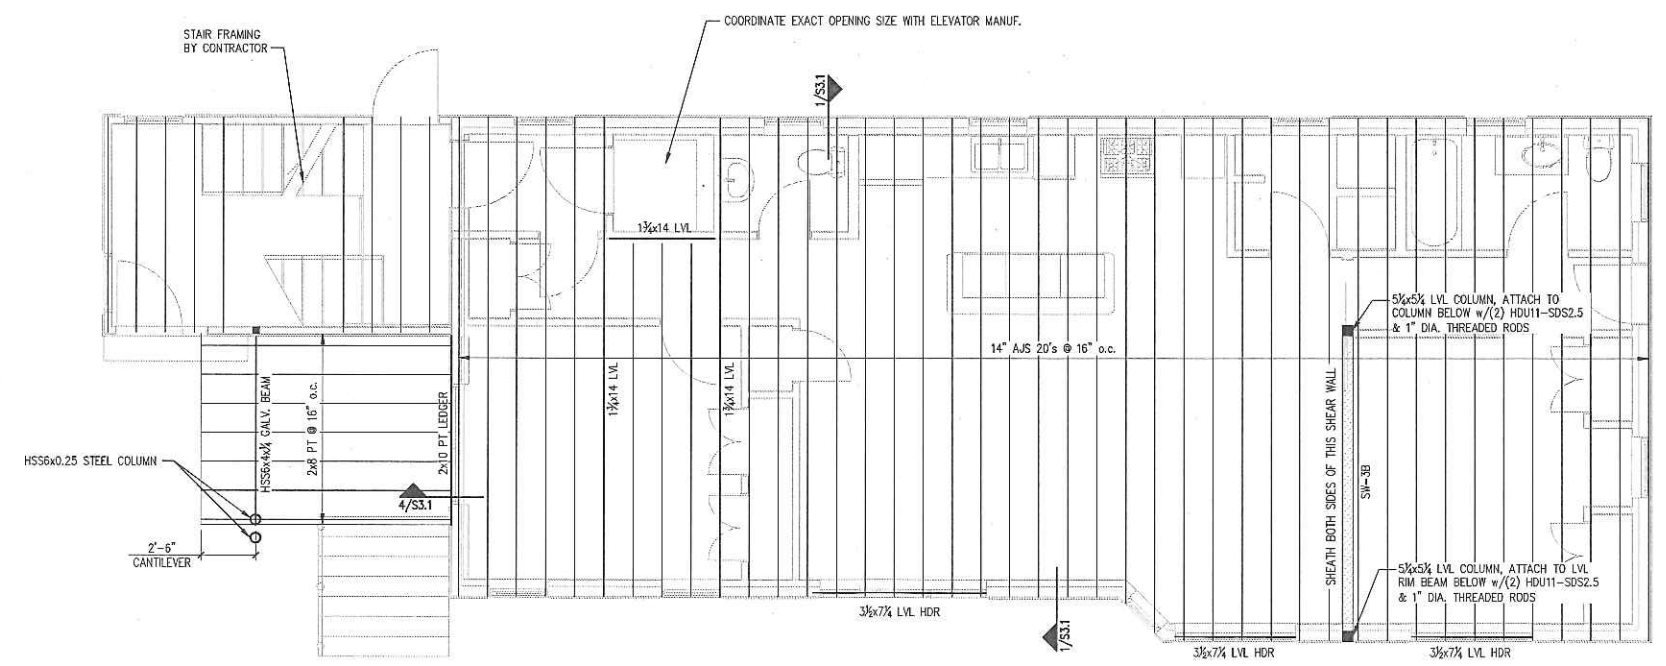 COORDINATE EXACT OPENING SIZE WITH ELEVATOR MANUF.
STAIR FRAMING
BY CONTRACTOR
1/S3.1
1¾x14 LVL
5¼x5¼ LVL COLUMN, ATTACH TO
COLUMN BELOW w/(2) HDU11-SDS2.5
& 1" DIA. THREADED RODS
14" AJS 20's @ 16" o.c.
HSS6x4x¼ GALV. BEAM
2x8 PT @ 16" o.c.
2x10 PT LEDGER
1¾x14 LVL
1¾x14 LVL
SHEATH BOTH SIDES OF THIS SHEAR WALL
SW-3B
HSS6x0.25 STEEL COLUMN
4/S3.1
2'-6"
CANTILEVER
5¼x5¼ LVL COLUMN, ATTACH TO LVL
RIM BEAM BELOW w/(2) HDU11-SDS2.5
& 1" DIA. THREADED RODS
3½x7¼ LVL HDR
1/S3.1
3½x7¼ LVL HDR
3½x7¼ LVL HDR